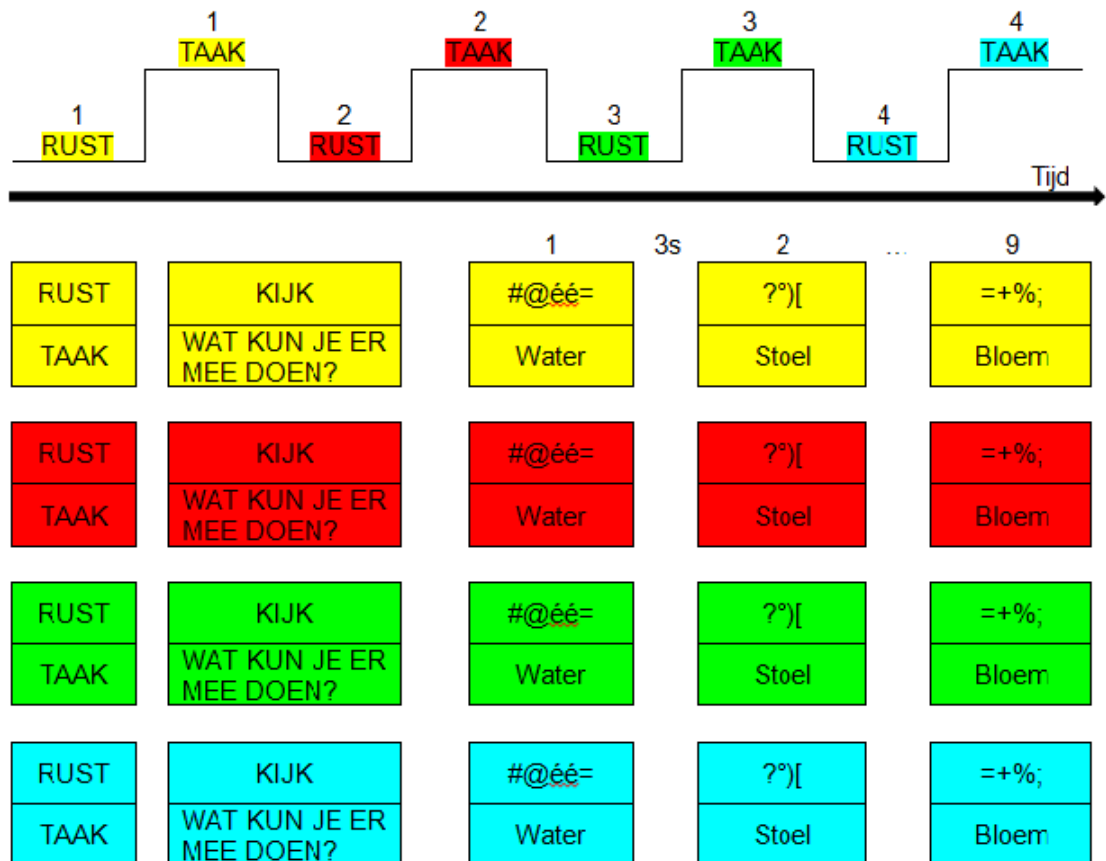 1 2 3 4
TAAK TAAK TAAK TAAK
1 2 3 4
RUST RUST RUST RUST
Tijd
1 3s 2 ... 9
RUST KIJK #@éé= ?°)[ =+%;
TAAK WAT KUN JE ER MEE DOEN? Water Stoel Bloem
RUST KIJK #@éé= ?°)[ =+%;
TAAK WAT KUN JE ER MEE DOEN? Water Stoel Bloem
RUST KIJK #@éé= ?°)[ =+%;
TAAK WAT KUN JE ER MEE DOEN? Water Stoel Bloem
RUST KIJK #@éé= ?°)[ =+%;
TAAK WAT KUN JE ER MEE DOEN? Water Stoel Bloem